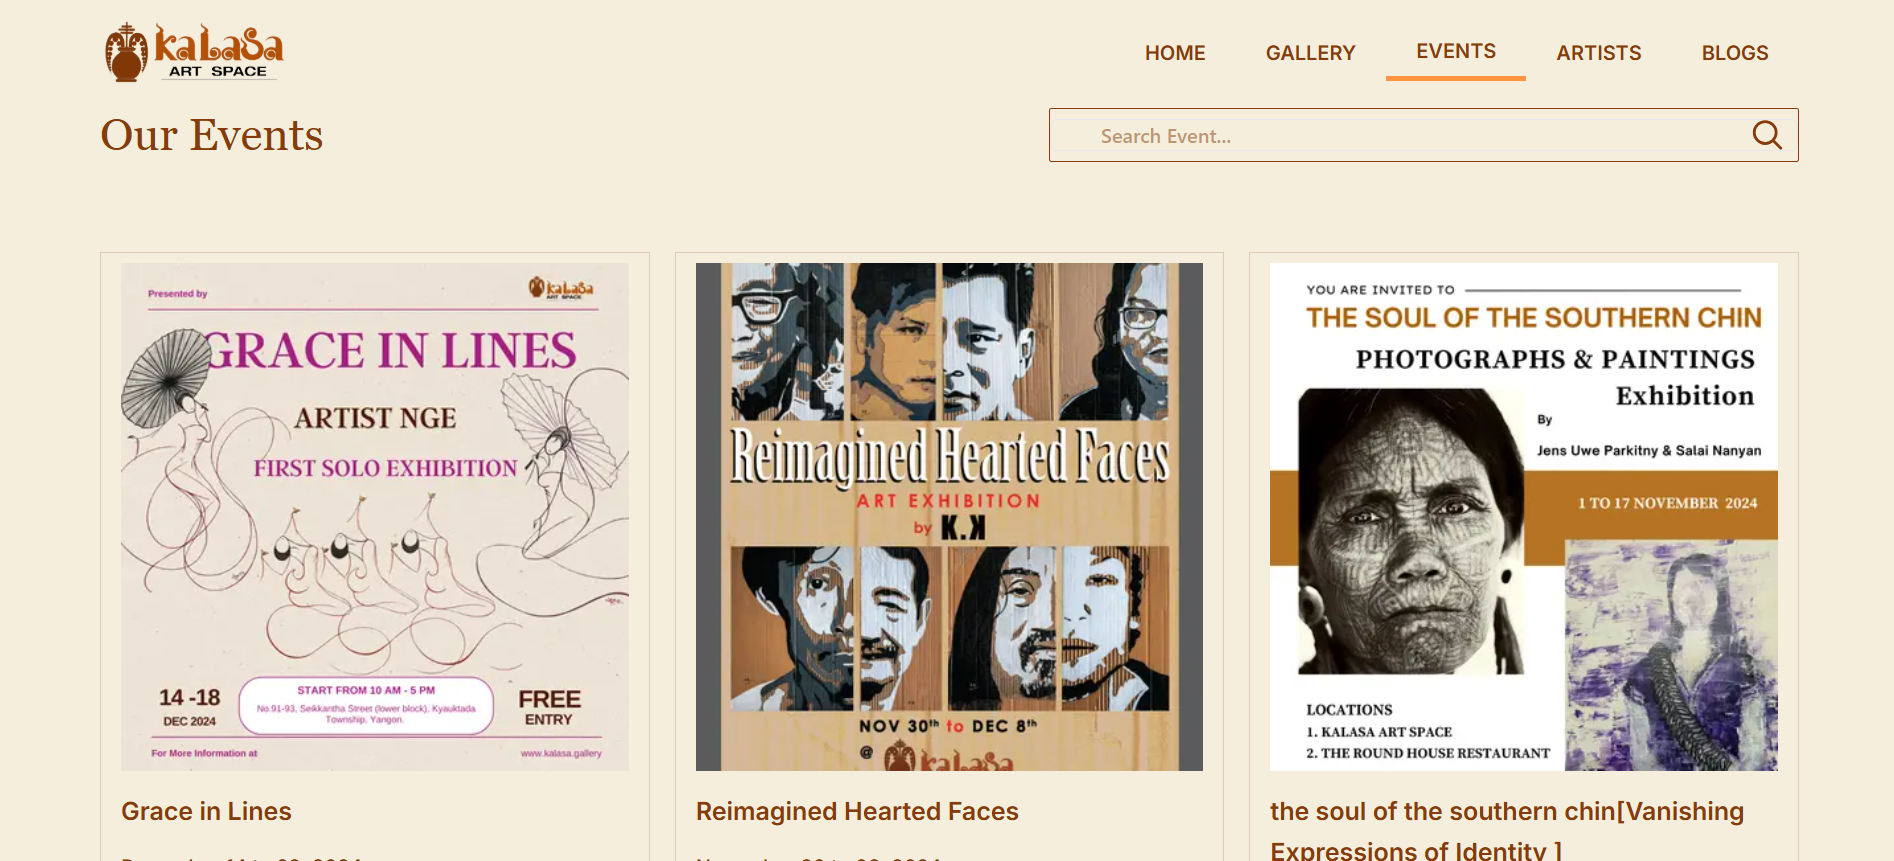 kaLaSa
ART SPACE
HOME
GALLERY
EVENTS
ARTISTS
BLOGS
Our Events
Search Event...
Presented by
kaLaSa
ART SPACE
GRACE IN LINES
ARTIST NGE
FIRST SOLO EXHIBITION
14 -18
DEC 2024
START FROM 10 AM - 5 PM
No.91-93, Seikkantha Street (lower block), Kyauktada
Township, Yangon.
FREE
ENTRY
For More Information at
www.kalasa.gallery
Reimagined Hearted Faces
ART EXHIBITION
by K.K
NOV 30th to DEC 8th
@ kaLaSa
YOU ARE INVITED TO
THE SOUL OF THE SOUTHERN CHIN
PHOTOGRAPHS & PAINTINGS
Exhibition
By
Jens Uwe Parkitny & Salai Nanyan
1 TO 17 NOVEMBER 2024
LOCATIONS
1. KALASA ART SPACE
2. THE ROUND HOUSE RESTAURANT
Grace in Lines
Reimagined Hearted Faces
the soul of the southern chin[Vanishing
Expressions of Identity ]